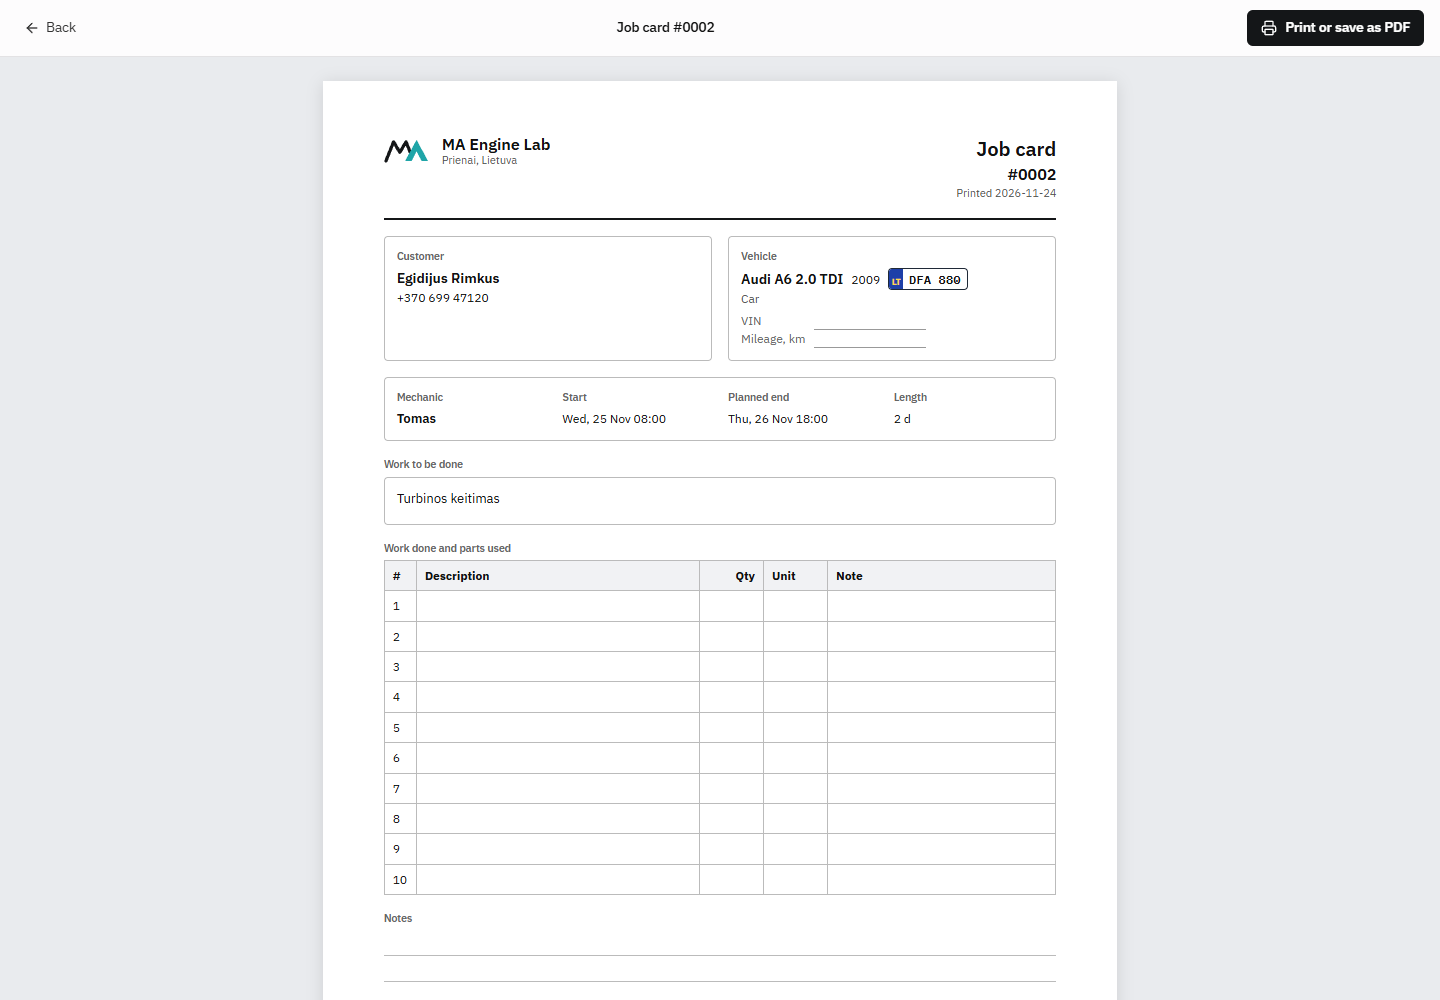 Back
Job card #0002
Print or save as PDF
MA Engine Lab
Prienai, Lietuva
Job card
#0002
Printed 2026-11-24
Customer
Egidijus Rimkus
+370 699 47120
Vehicle
Audi A6 2.0 TDI 2009 LT DFA 880
Car
VIN
Mileage, km
Mechanic Start Planned end Length
Tomas Wed, 25 Nov 08:00 Thu, 26 Nov 18:00 2 d
Work to be done
Turbinos keitimas
Work done and parts used
# Description Qty Unit Note
1
2
3
4
5
6
7
8
9
10
Notes